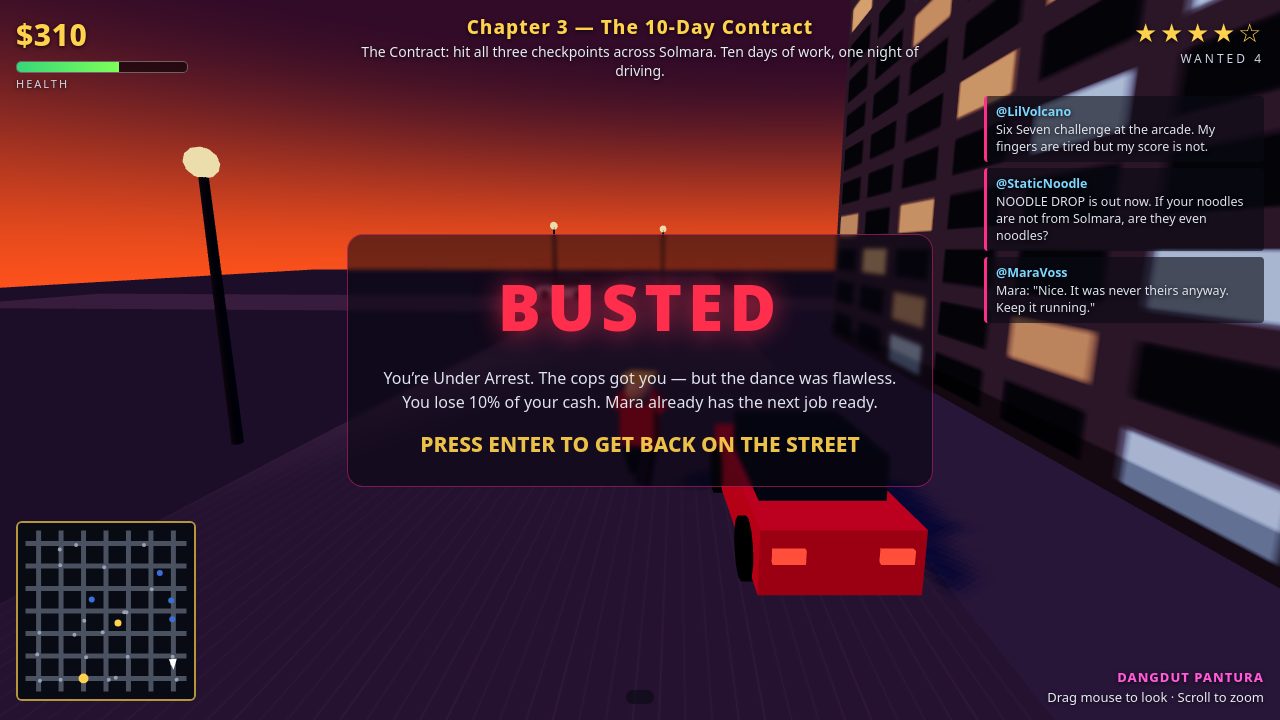 $310
HEALTH
Chapter 3 — The 10-Day Contract
The Contract: hit all three checkpoints across Solmara. Ten days of work, one night of
driving.
★★★★☆
WANTED 4
@LilVolcano
Six Seven challenge at the arcade. My
fingers are tired but my score is not.
@StaticNoodle
NOODLE DROP is out now. If your noodles
are not from Solmara, are they even
noodles?
@MaraVoss
Mara: "Nice. It was never theirs anyway.
Keep it running."
BUSTED
You’re Under Arrest. The cops got you — but the dance was flawless.
You lose 10% of your cash. Mara already has the next job ready.
PRESS ENTER TO GET BACK ON THE STREET
DANGDUT PANTURA
Drag mouse to look · Scroll to zoom